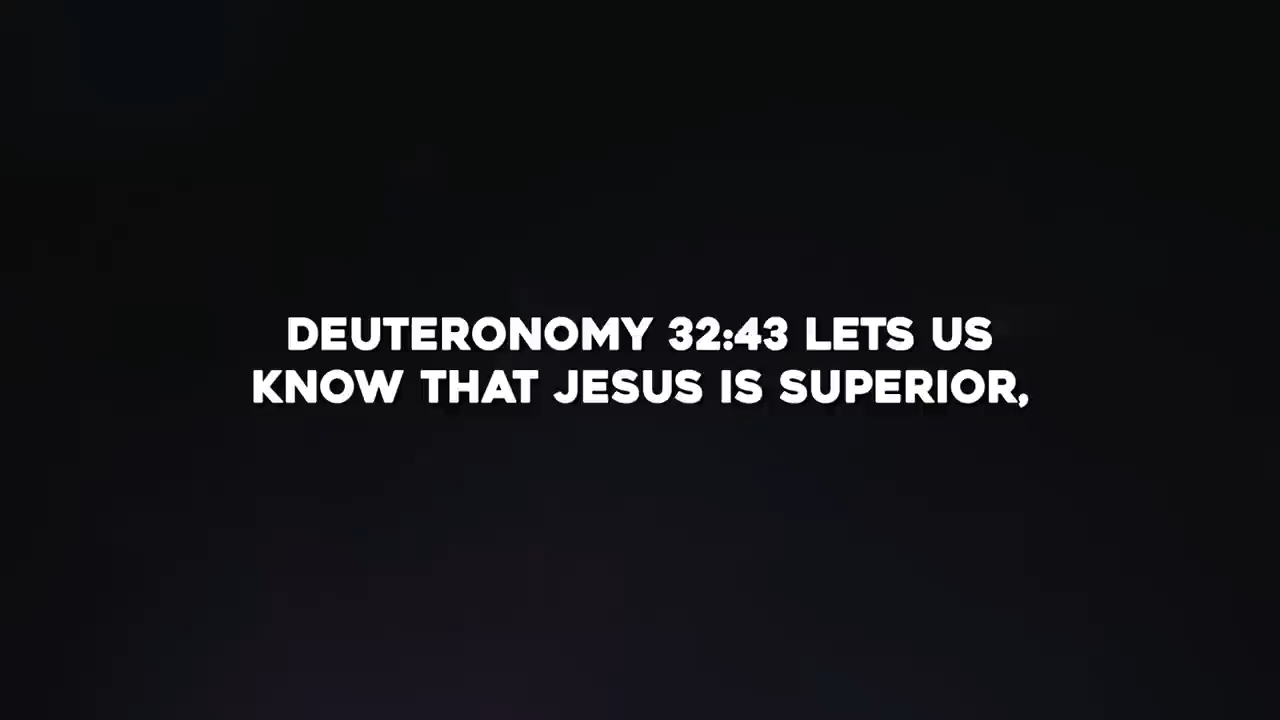 DEUTERONOMY 32:43 LETS US
KNOW THAT JESUS IS SUPERIOR,